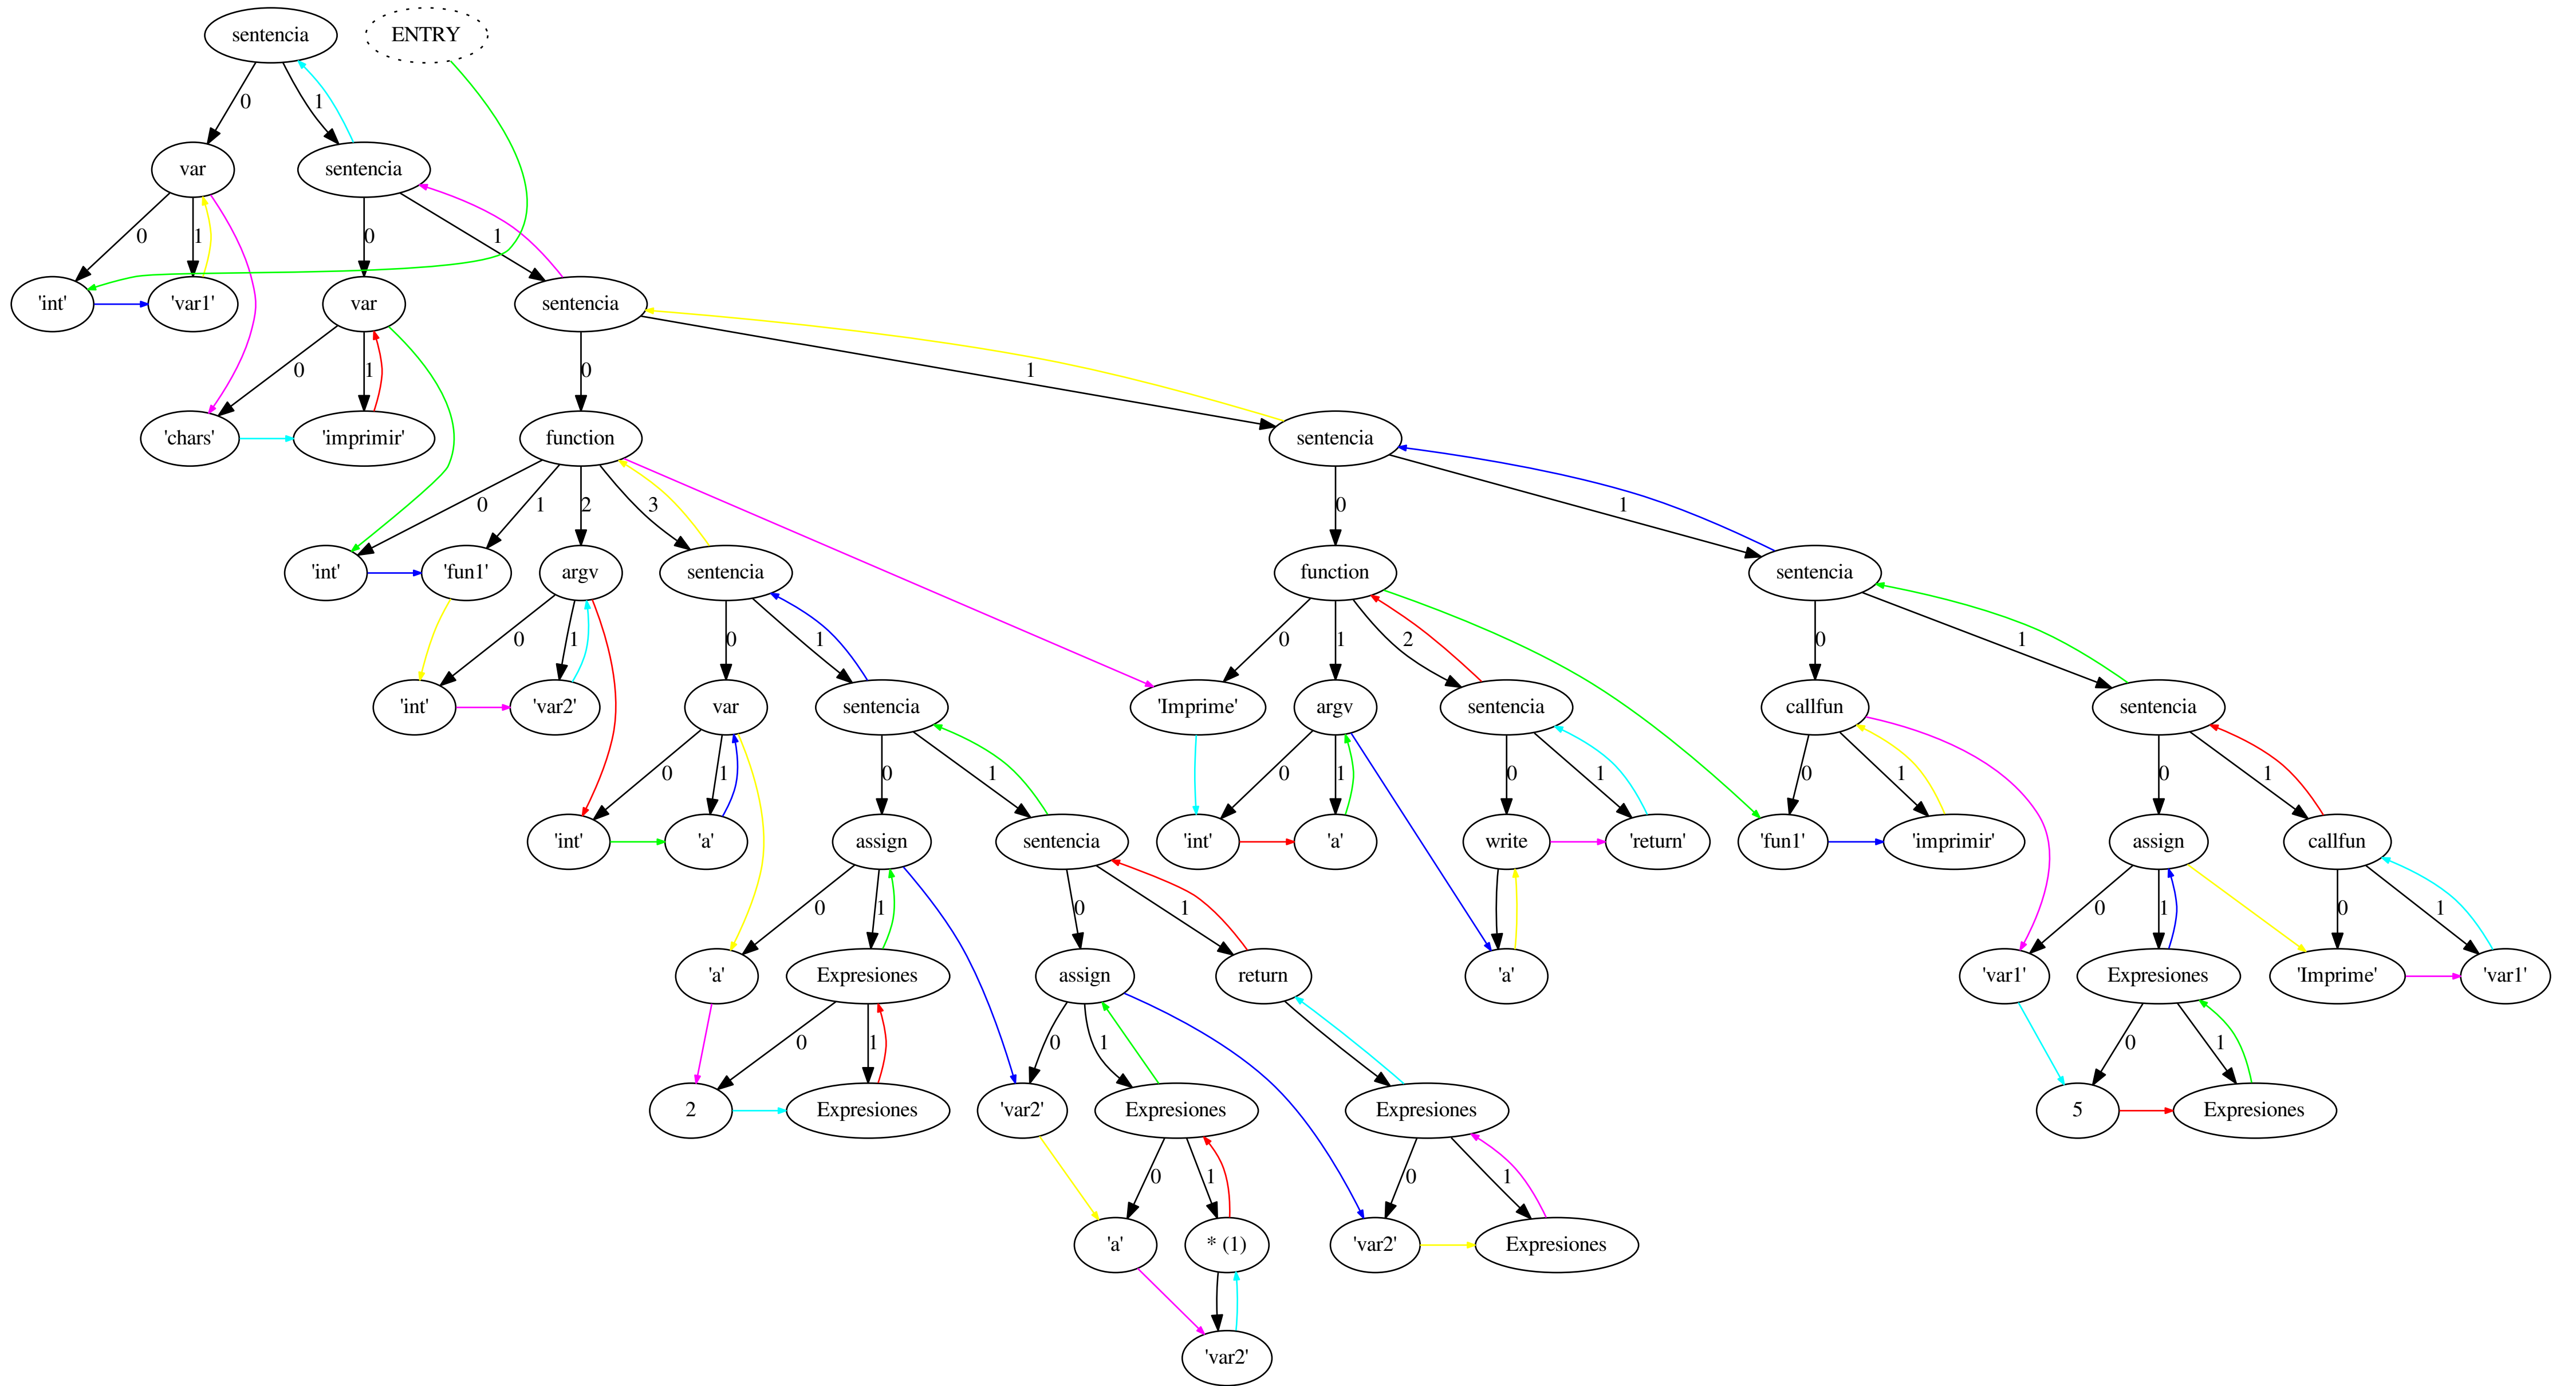 sentencia ENTRY
0 1
var sentencia
0 1 0 1
'int' 'var1' var sentencia
0 1 0 1
'chars' 'imprimir' function sentencia
0 1 2 3 0 1
'int' 'fun1' argv sentencia function sentencia
0 1 0 1 0 1 2 0 1
'int' 'var2' var sentencia 'Imprime' argv sentencia callfun sentencia
0 1 0 1 0 1 0 1 0 1 0 1
'int' 'a' assign sentencia 'int' 'a' write 'return' 'fun1' 'imprimir' assign callfun
0 1 0 1 0 1 0 1
'a' Expresiones assign return 'a' 'var1' Expresiones 'Imprime' 'var1'
0 1 0 1 0 1
2 Expresiones 'var2' Expresiones Expresiones 5 Expresiones
0 1 0 1
'a' * (1) 'var2' Expresiones
'var2'